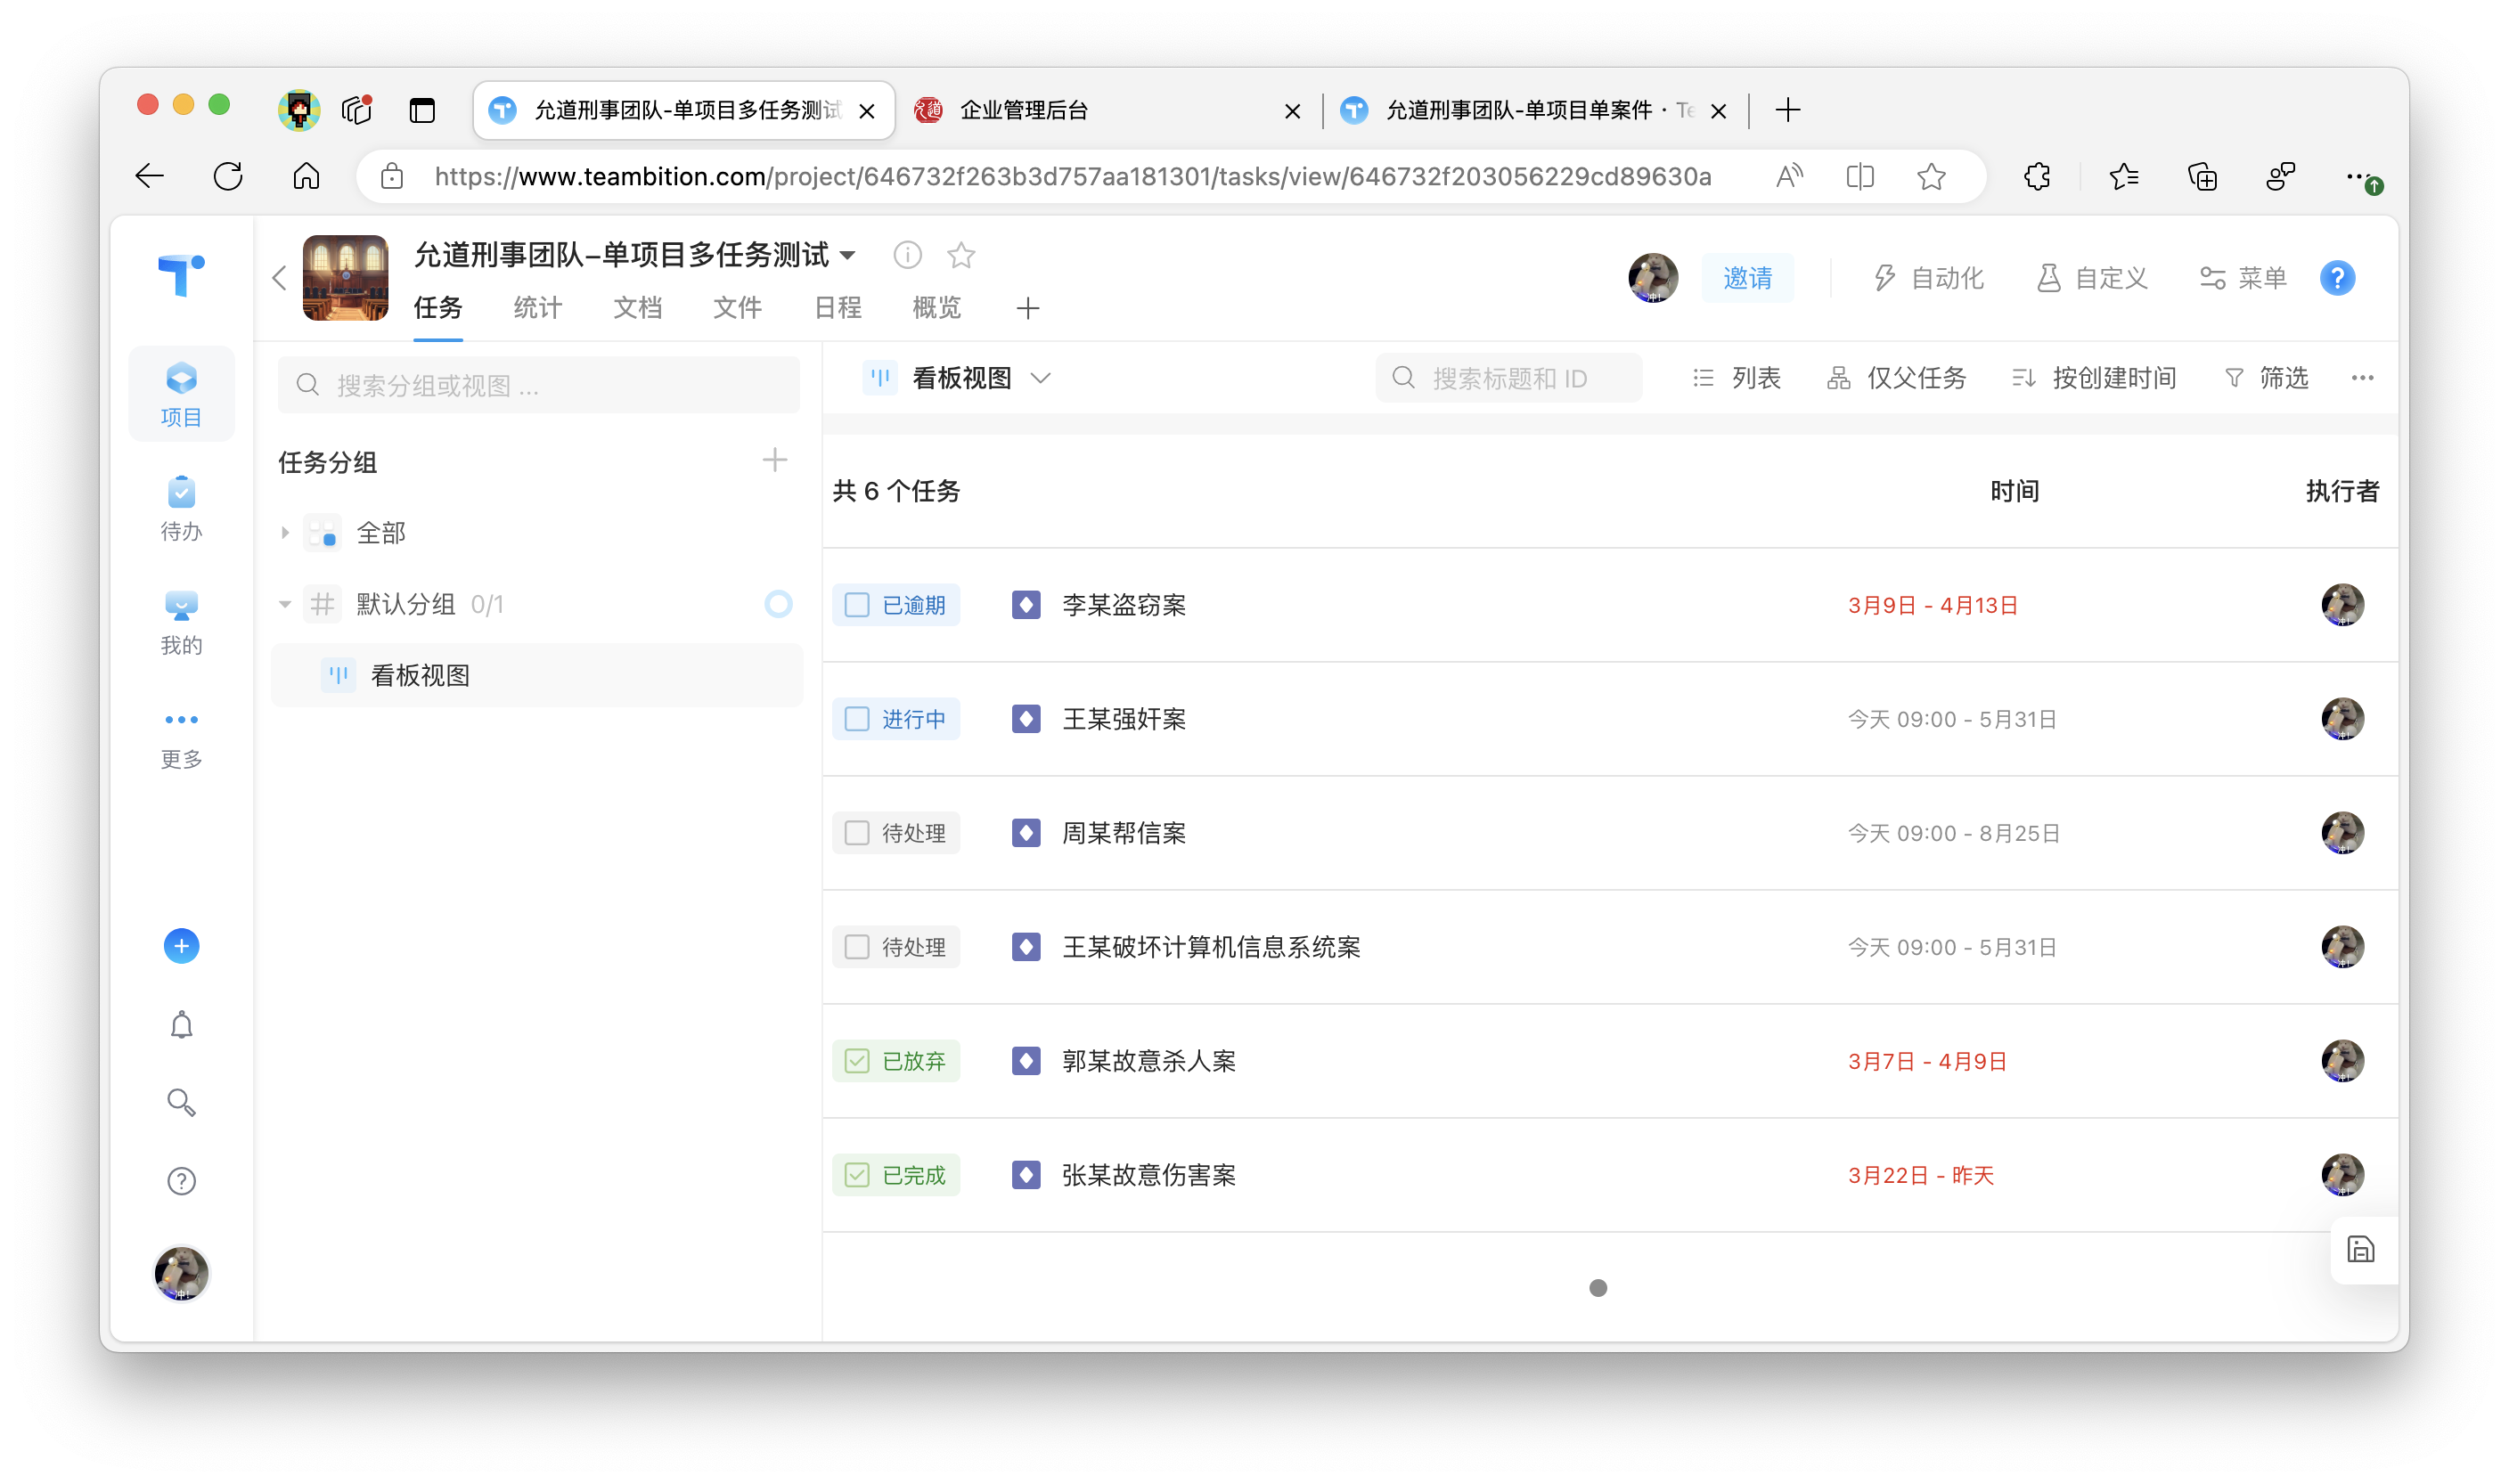 允道刑事团队-单项目多任务测试
企业管理后台
允道刑事团队-单项目单案件 · Te
https://www.teambition.com/project/646732f263b3d757aa181301/tasks/view/646732f203056229cd89630a
允道刑事团队–单项目多任务测试
邀请
自动化
自定义
菜单
任务
统计
文档
文件
日程
概览
项目
待办
我的
更多
搜索分组或视图 ...
任务分组
全部
默认分组 0/1
看板视图
看板视图
搜索标题和 ID
列表
仅父任务
按创建时间
筛选
共 6 个任务
时间
执行者
已逾期
李某盗窃案
3月9日 - 4月13日
进行中
王某强奸案
今天 09:00 - 5月31日
待处理
周某帮信案
今天 09:00 - 8月25日
待处理
王某破坏计算机信息系统案
今天 09:00 - 5月31日
已放弃
郭某故意杀人案
3月7日 - 4月9日
已完成
张某故意伤害案
3月22日 - 昨天
冲!